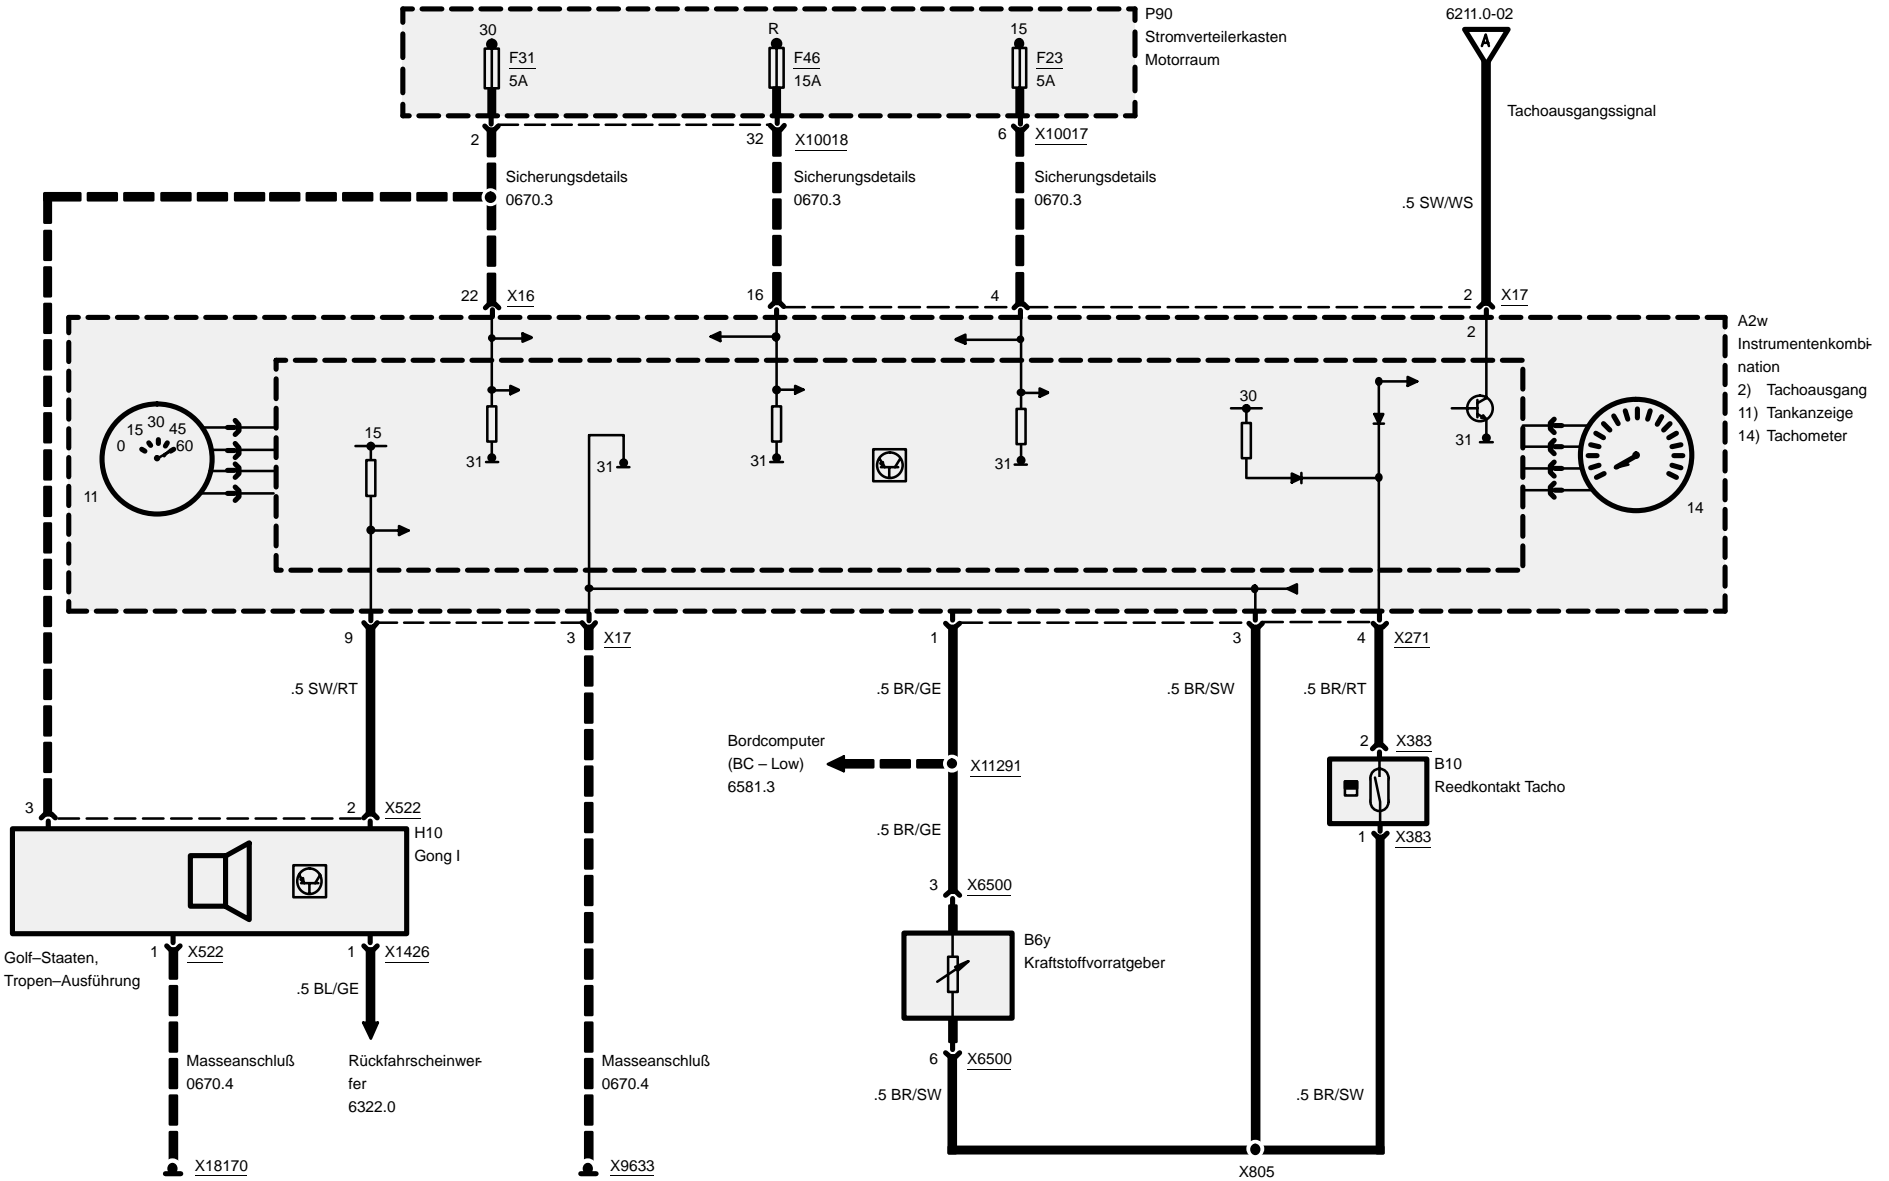 P90
Stromverteilerkasten
Motorraum
30
F31
5A
R
F46
15A
15
F23
5A
6211.0-02
A
Tachoausgangssignal
2
32
X10018
6
X10017
Sicherungsdetails
0670.3
Sicherungsdetails
0670.3
Sicherungsdetails
0670.3
.5 SW/WS
22
X16
16
4
2
X17
2
A2w
Instrumentenkombi-
nation
2) Tachoausgang
11) Tankanzeige
14) Tachometer
0
15
30
45
60
11
15
31
31
31
31
30
31
14
9
3
X17
1
3
4
X271
.5 SW/RT
.5 BR/GE
.5 BR/SW
.5 BR/RT
Bordcomputer
(BC – Low)
6581.3
X11291
2
X383
B10
Reedkontakt Tacho
1
X383
3
2
X522
H10
Gong I
.5 BR/GE
3
X6500
B6y
Kraftstoffvorratgeber
Golf–Staaten,
Tropen–Ausführung
1
X522
1
X1426
.5 BL/GE
6
X6500
Masseanschluß
0670.4
Rückfahrscheinwer-
fer
6322.0
Masseanschluß
0670.4
.5 BR/SW
.5 BR/SW
X18170
X9633
X805